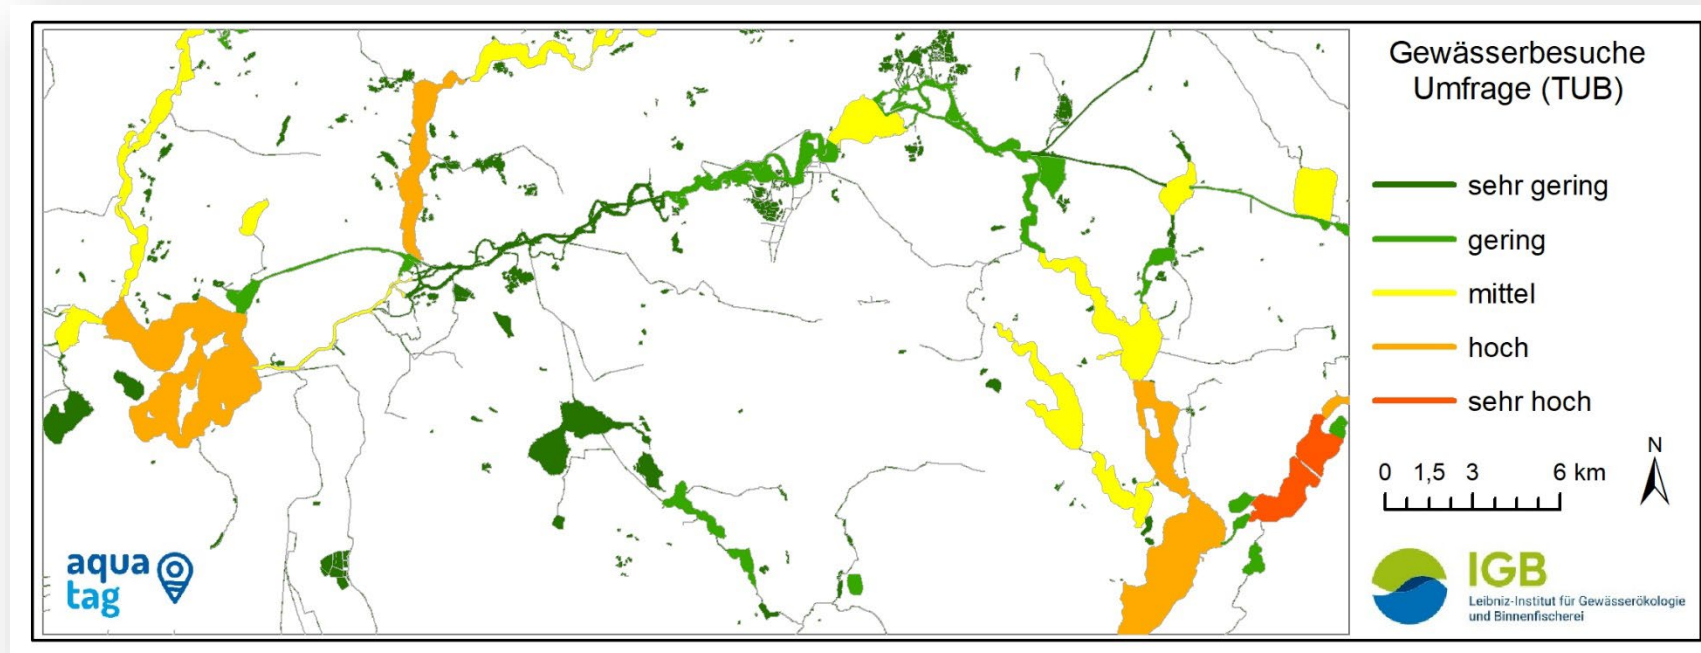 Gewässerbesuche
Umfrage (TUB)
sehr gering
gering
mittel
hoch
sehr hoch
N
0 1,5 3 6 km
aqua
tag
IGB
Leibniz-Institut für Gewässerökologie
und Binnenfischerei